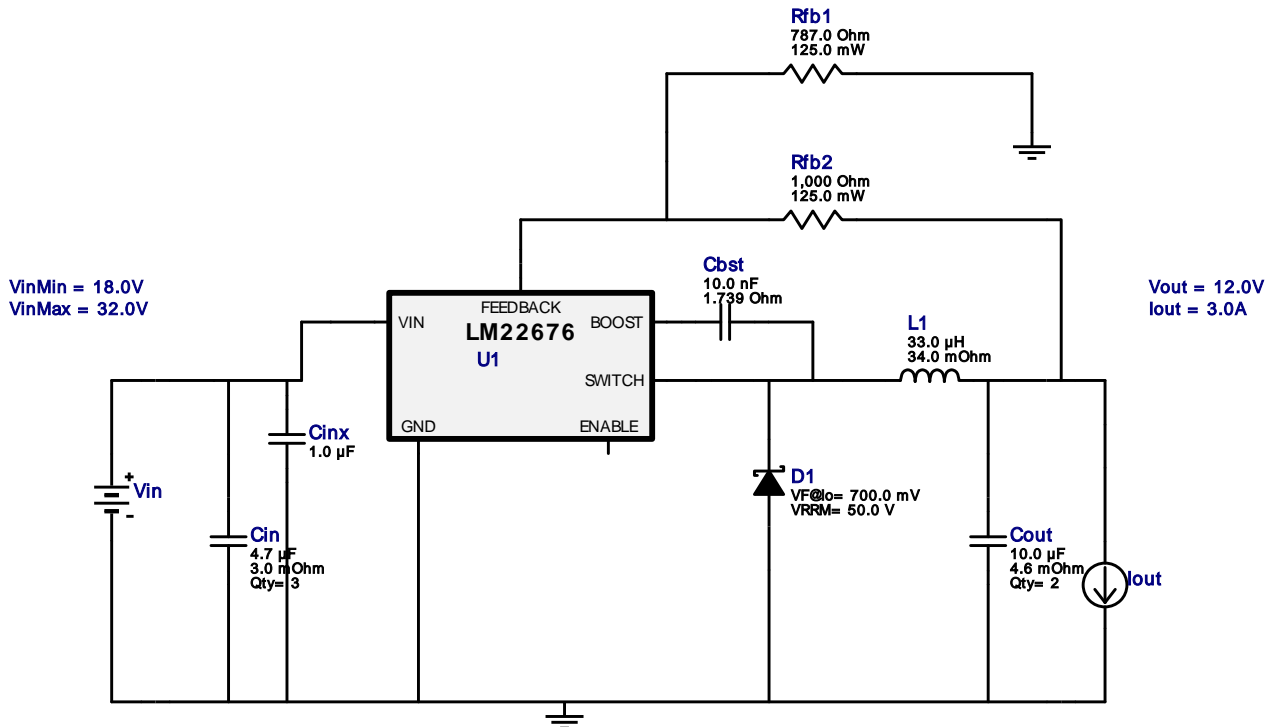 Rfb1
787.0 Ohm
125.0 mW
Rfb2
1,000 Ohm
125.0 mW
VinMin = 18.0V
VinMax = 32.0V
Cbst
10.0 nF
1.739 Ohm
Vout = 12.0V
Iout = 3.0A
FEEDBACK
VIN
LM22676
BOOST
U1
L1
33.0 µH
34.0 mOhm
SWITCH
GND
ENABLE
Cinx
1.0 µF
+
Vin
-
D1
VF@Io= 700.0 mV
VRRM= 50.0 V
Cin
4.7 µF
3.0 mOhm
Qty= 3
Cout
10.0 µF
4.6 mOhm
Qty= 2
Iout